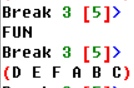 Break 3 [5]>
FUN
Break 3 [5]>
(D E F A B C)